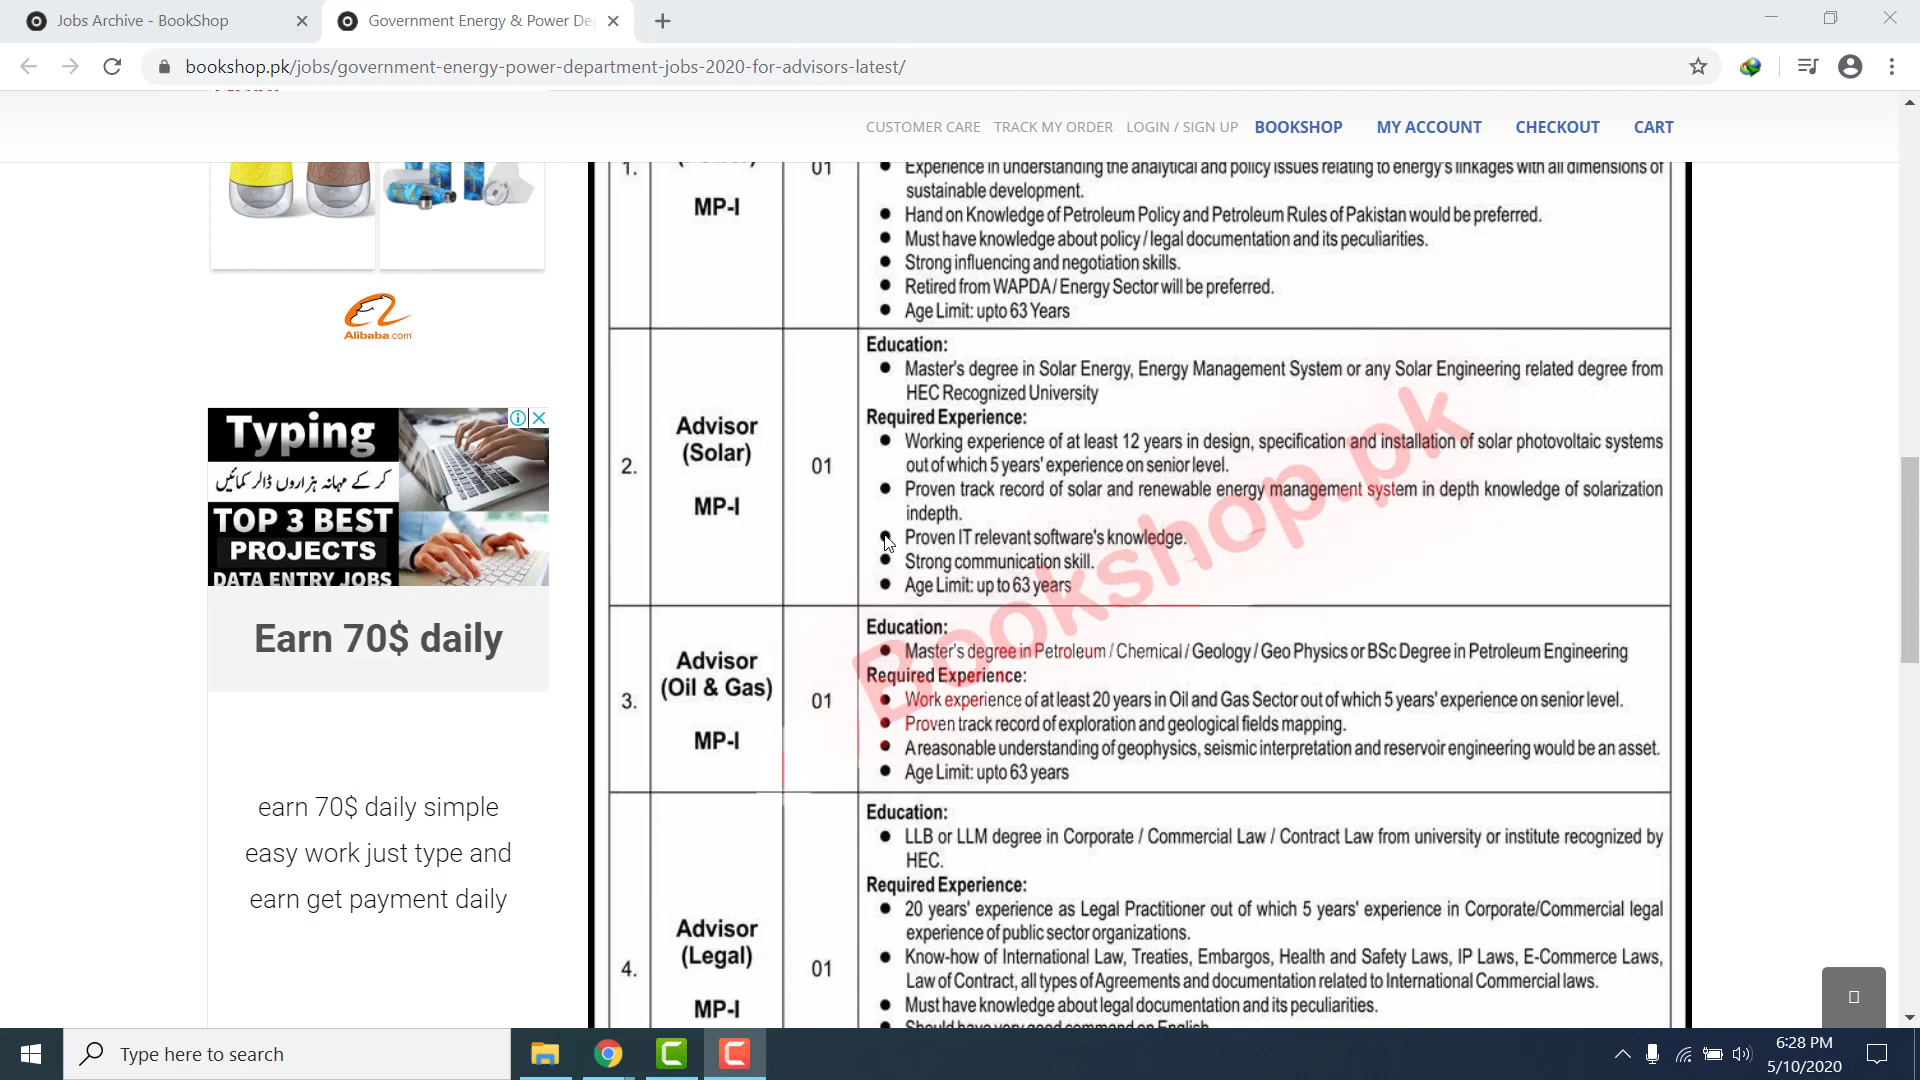 Jobs Archive - BookShop
Government Energy & Power De
bookshop.pk/jobs/government-energy-power-department-jobs-2020-for-advisors-latest/
CUSTOMER CARE TRACK MY ORDER LOGIN / SIGN UP BOOKSHOP MY ACCOUNT CHECKOUT CART
Alibaba.com
Typing
کر کے ماہانہ ہزاروں ڈالر کمائیں
TOP 3 BEST
PROJECTS
DATA ENTRY JOBS
Earn 70$ daily
earn 70$ daily simple
easy work just type and
earn get payment daily
1.
MP-I
01
Experience in understanding the analytical and policy issues relating to energy's linkages with all dimensions of
sustainable development.
Hand on Knowledge of Petroleum Policy and Petroleum Rules of Pakistan would be preferred.
Must have knowledge about policy / legal documentation and its peculiarities.
Strong influencing and negotiation skills.
Retired from WAPDA / Energy Sector will be preferred.
Age Limit: upto 63 Years
2.
Advisor
(Solar)
MP-I
01
Education:
Master's degree in Solar Energy, Energy Management System or any Solar Engineering related degree from
HEC Recognized University
Required Experience:
Working experience of at least 12 years in design, specification and installation of solar photovoltaic systems
out of which 5 years' experience on senior level.
Proven track record of solar and renewable energy management system in depth knowledge of solarization
indepth.
Proven IT relevant software's knowledge.
Strong communication skill.
Age Limit: up to 63 years
3.
Advisor
(Oil & Gas)
MP-I
01
Education:
Master's degree in Petroleum / Chemical / Geology / Geo Physics or BSc Degree in Petroleum Engineering
Required Experience:
Work experience of at least 20 years in Oil and Gas Sector out of which 5 years' experience on senior level.
Proven track record of exploration and geological fields mapping.
A reasonable understanding of geophysics, seismic interpretation and reservoir engineering would be an asset.
Age Limit: upto 63 years
4.
Advisor
(Legal)
MP-I
01
Education:
LLB or LLM degree in Corporate / Commercial Law / Contract Law from university or institute recognized by
HEC.
Required Experience:
20 years' experience as Legal Practitioner out of which 5 years' experience in Corporate/Commercial legal
experience of public sector organizations.
Know-how of International Law, Treaties, Embargos, Health and Safety Laws, IP Laws, E-Commerce Laws,
Law of Contract, all types of Agreements and documentation related to International Commercial laws.
Must have knowledge about legal documentation and its peculiarities.
Should have very good command on English
Bookshop.pk
Type here to search
6:28 PM
5/10/2020